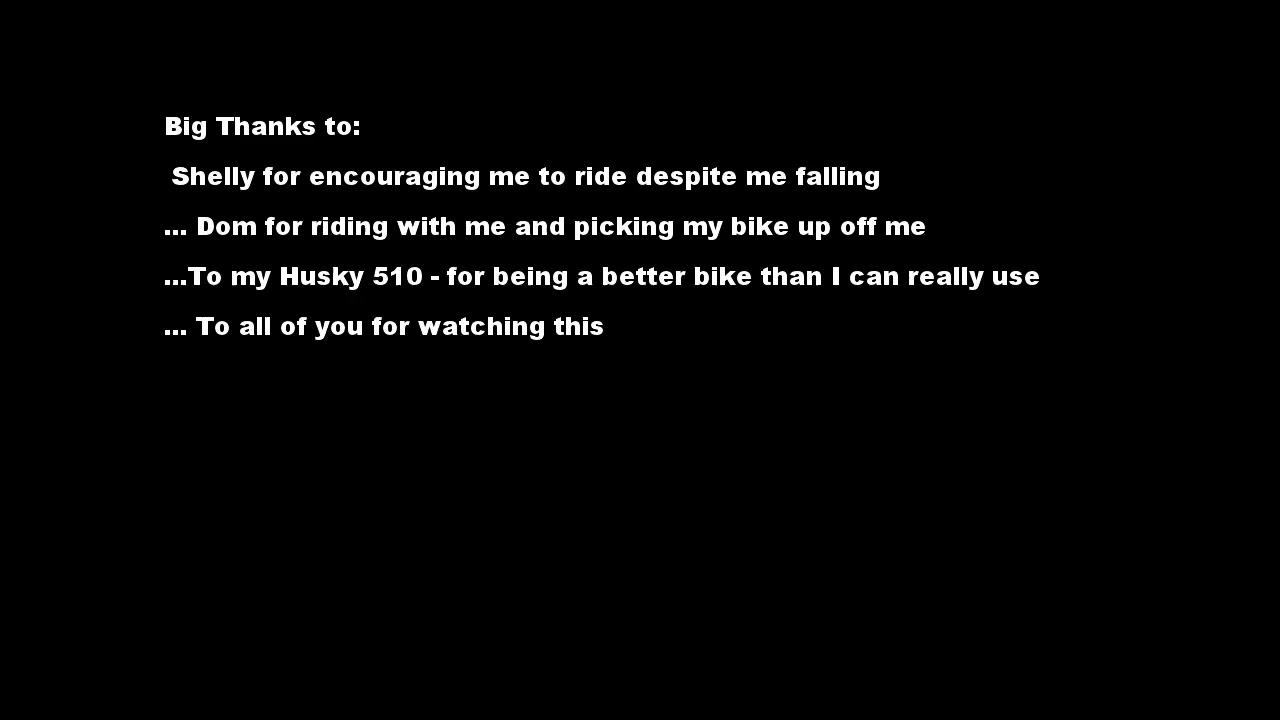 Big Thanks to:
Shelly for encouraging me to ride despite me falling
... Dom for riding with me and picking my bike up off me
...To my Husky 510 - for being a better bike than I can really use
... To all of you for watching this